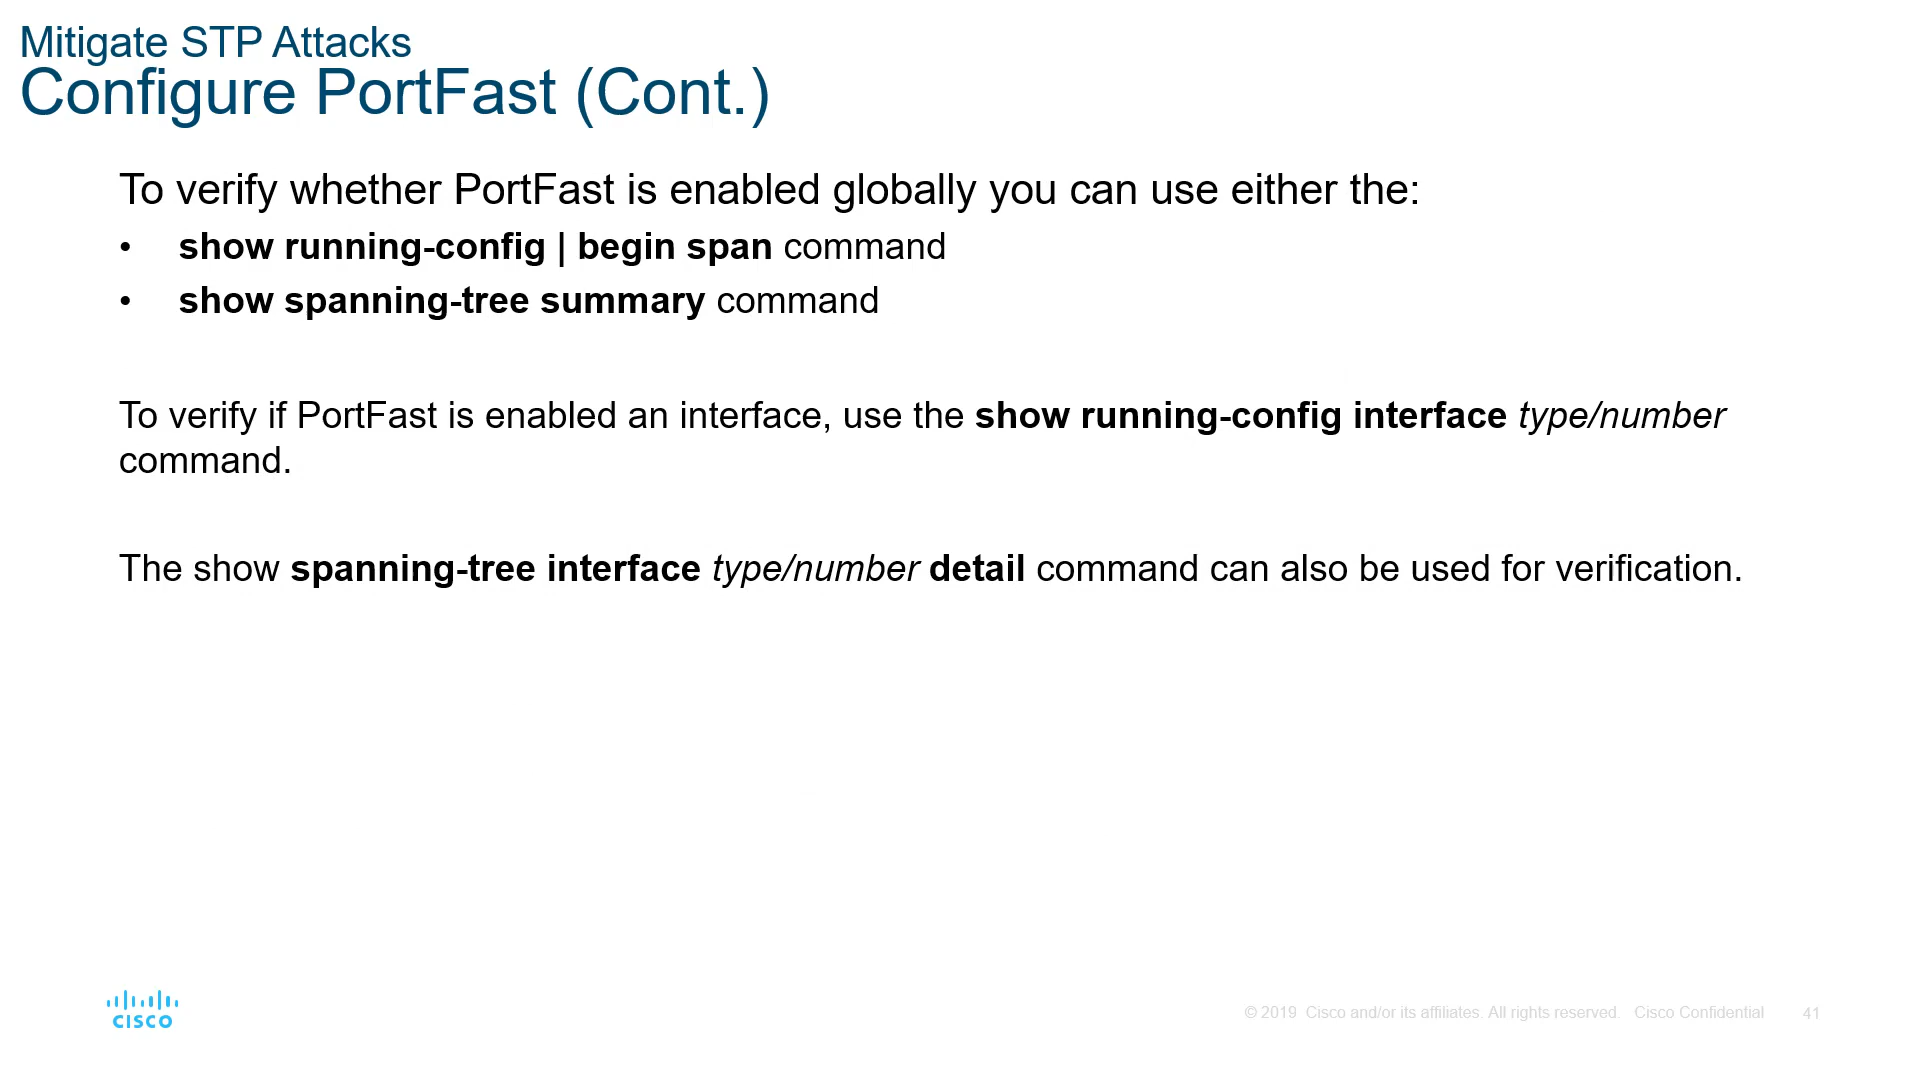 Mitigate STP Attacks
Configure PortFast (Cont.)
To verify whether PortFast is enabled globally you can use either the:
• show running-config | begin span command
• show spanning-tree summary command
To verify if PortFast is enabled an interface, use the show running-config interface type/number
command.
The show spanning-tree interface type/number detail command can also be used for verification.
CISCO
© 2019 Cisco and/or its affiliates. All rights reserved. Cisco Confidential 41